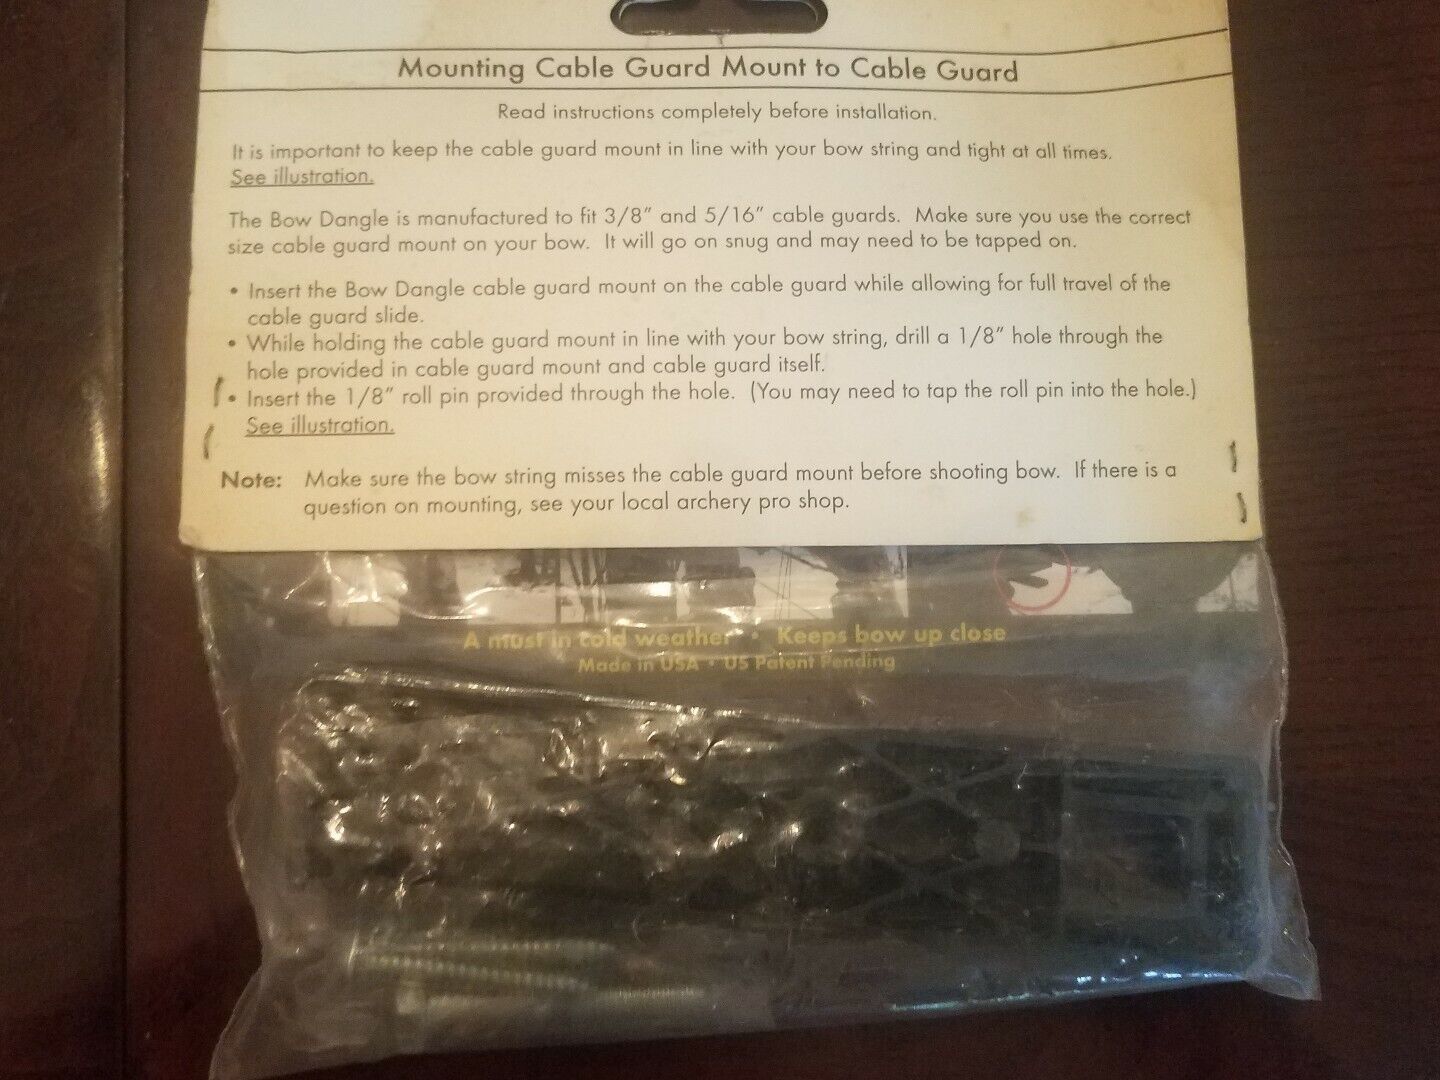 Mounting Cable Guard Mount to Cable Guard
Read instructions completely before installation.
It is important to keep the cable guard mount in line with your bow string and tight at all times.
See illustration.
The Bow Dangle is manufactured to fit 3/8" and 5/16" cable guards. Make sure you use the correct
size cable guard mount on your bow. It will go on snug and may need to be tapped on.
• Insert the Bow Dangle cable guard mount on the cable guard while allowing for full travel of the
cable guard slide.
• While holding the cable guard mount in line with your bow string, drill a 1/8" hole through the
hole provided in cable guard mount and cable guard itself.
• Insert the 1/8" roll pin provided through the hole. (You may need to tap the roll pin into the hole.)
See illustration.
Note: Make sure the bow string misses the cable guard mount before shooting bow. If there is a
question on mounting, see your local archery pro shop.
A must in cold weather • Keeps bow up close
Made in USA • US Patent Pending